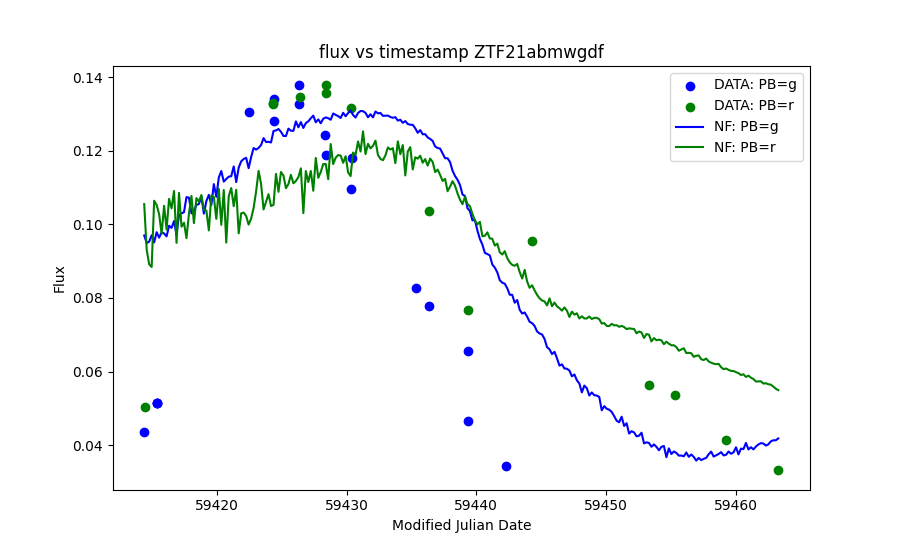 flux vs timestamp ZTF21abmwgdf
DATA: PB=g
DATA: PB=r
NF: PB=g
NF: PB=r
Flux
0.14
0.12
0.10
0.08
0.06
0.04
59420
59430
59440
59450
59460
Modified Julian Date